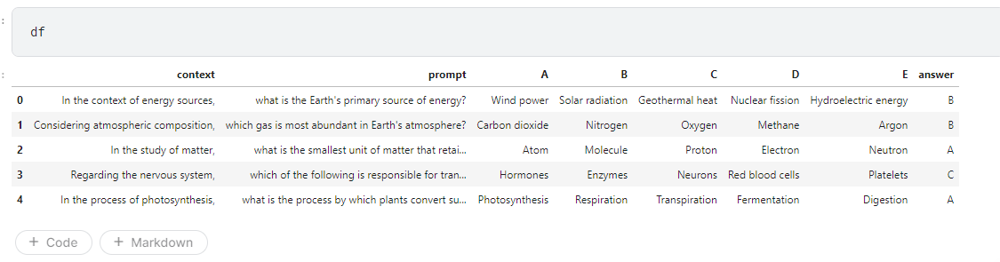 df
context prompt A B C D E answer
0 In the context of energy sources, what is the Earth's primary source of energy? Wind power Solar radiation Geothermal heat Nuclear fission Hydroelectric energy B
1 Considering atmospheric composition, which gas is most abundant in Earth's atmosphere? Carbon dioxide Nitrogen Oxygen Methane Argon B
2 In the study of matter, what is the smallest unit of matter that retai... Atom Molecule Proton Electron Neutron A
3 Regarding the nervous system, which of the following is responsible for tran... Hormones Enzymes Neurons Red blood cells Platelets C
4 In the process of photosynthesis, what is the process by which plants convert su... Photosynthesis Respiration Transpiration Fermentation Digestion A
+ Code + Markdown